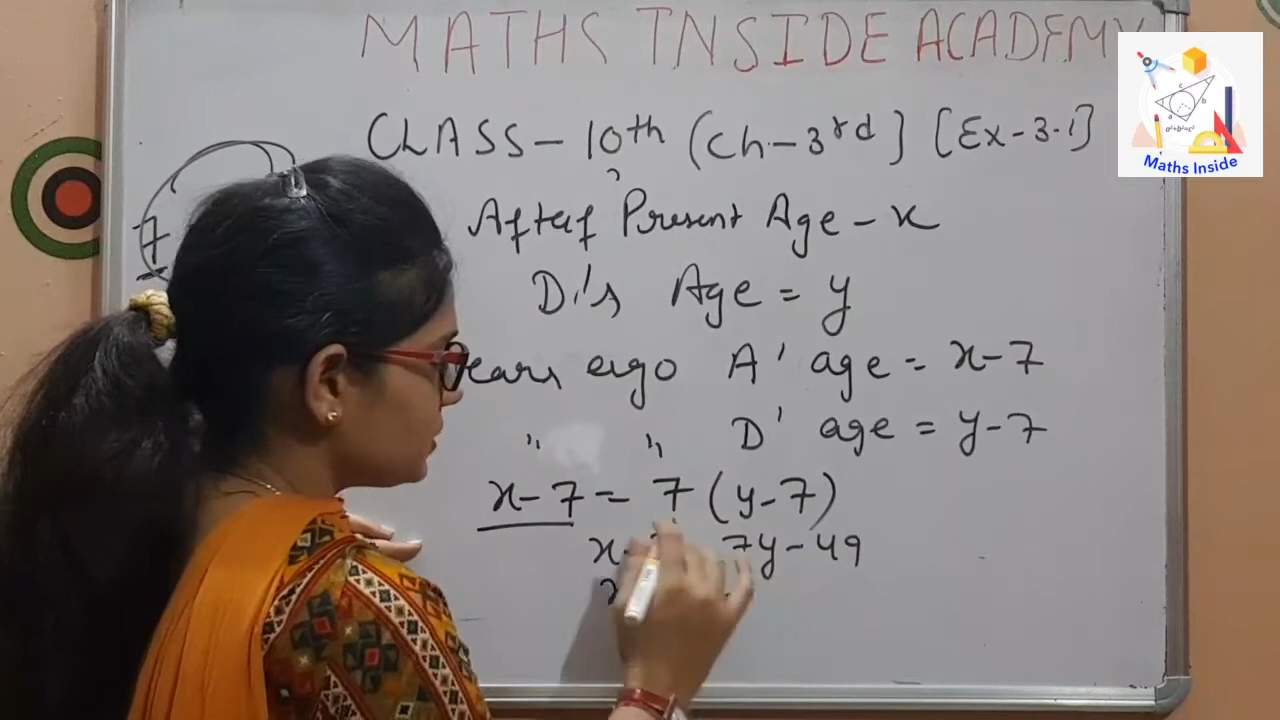 MATHS INSIDE ACADEMY
Maths Inside
CLASS - 10th (Ch-3rd) [Ex-3.1]
Aftaf Present Age - x
D's Age = y
7
Years ergo A' age = x-7
" " D' age = y-7
x-7 = 7(y-7)
x- 7y-49
x